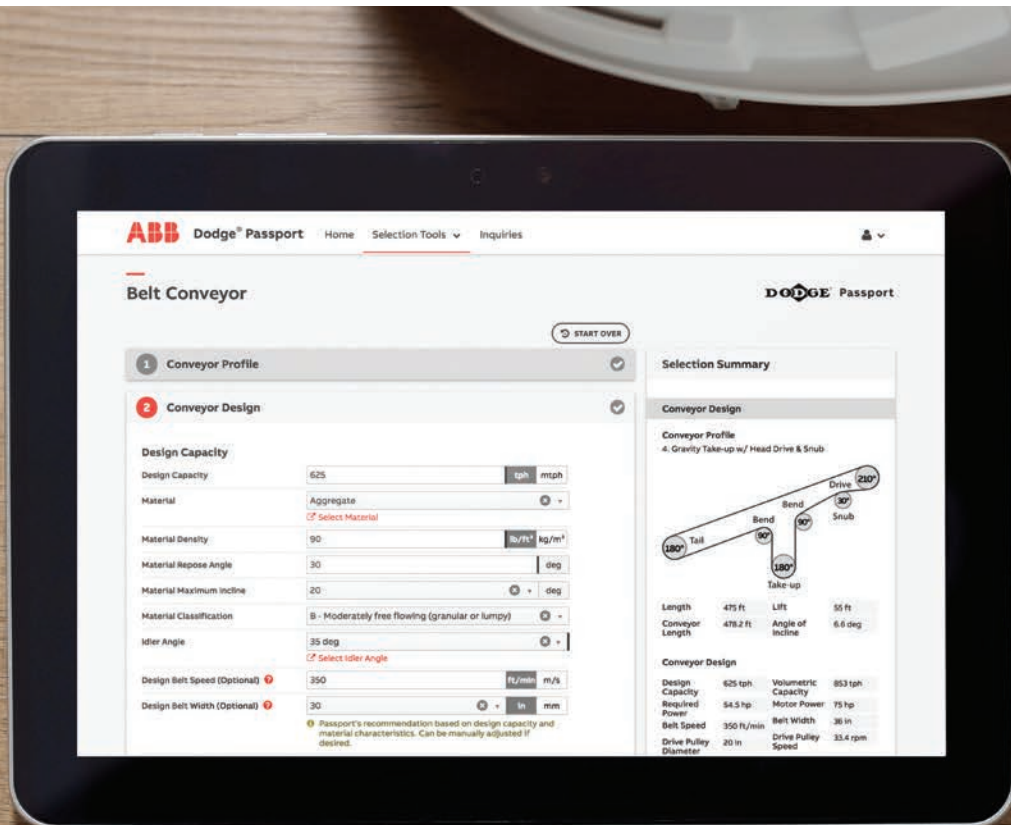 ABB Dodge® Passport Home Selection Tools Inquiries
Belt Conveyor
DODGE Passport
START OVER
1 Conveyor Profile
2 Conveyor Design
Design Capacity
Design Capacity 625 tph mtph
Material Aggregate
Select Material
Material Density 90 lb/ft³ kg/m³
Material Repose Angle 30 deg
Material Maximum Incline 20 deg
Material Classification B - Moderately free flowing (granular or lumpy)
Idler Angle 35 deg
Select Idler Angle
Design Belt Speed (Optional) ? 350 ft/min m/s
Design Belt Width (Optional) ? 30 in mm
Passport's recommendation based on design capacity and
material characteristics. Can be manually adjusted if
desired.
Selection Summary
Conveyor Design
Conveyor Profile
4. Gravity Take-up w/ Head Drive & Snub
Drive 210°
30°
Snub
Bend
90°
Bend
90°
Tail
180°
180°
Take-up
Length 475 ft Lift 55 ft
Conveyor Length 478.2 ft Angle of Incline 6.6 deg
Conveyor Design
Design Capacity 625 tph Volumetric Capacity 853 tph
Required Power 54.5 hp Motor Power 75 hp
Belt Speed 350 ft/min Belt Width 36 in
Drive Pulley Diameter 20 in Drive Pulley Speed 33.4 rpm